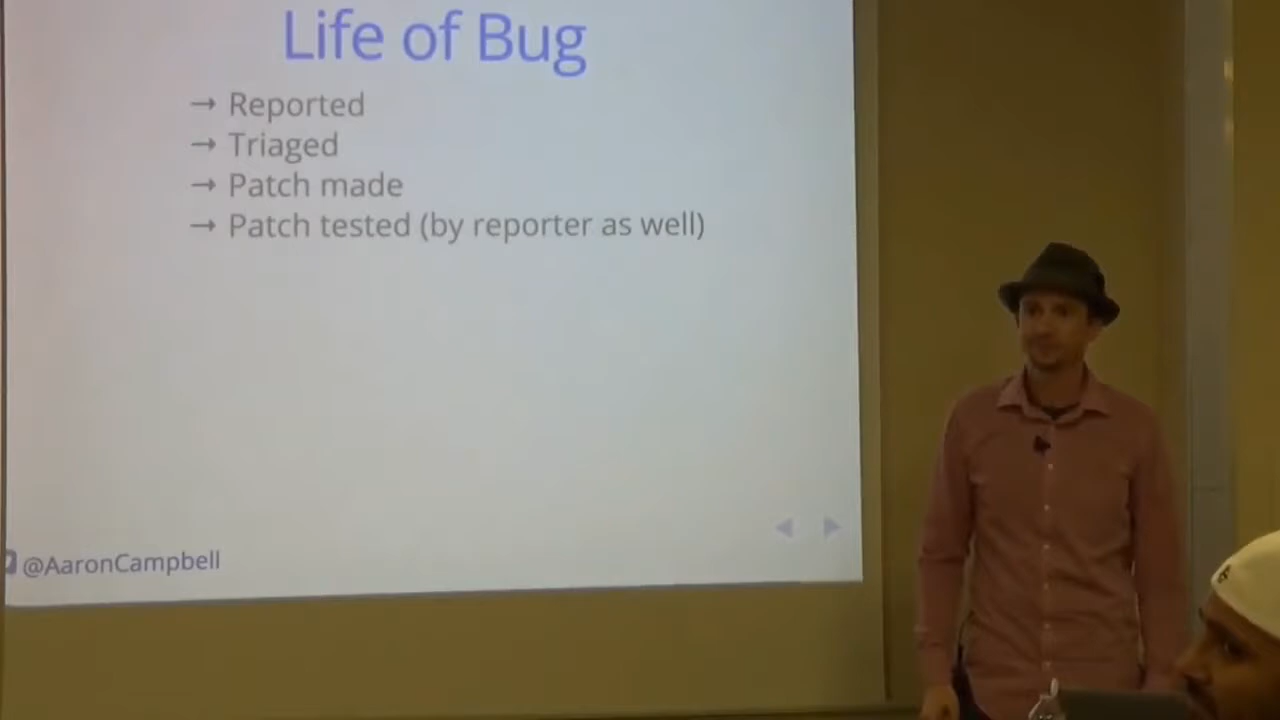 Life of Bug
→ Reported
→ Triaged
→ Patch made
→ Patch tested (by reporter as well)
@AaronCampbell